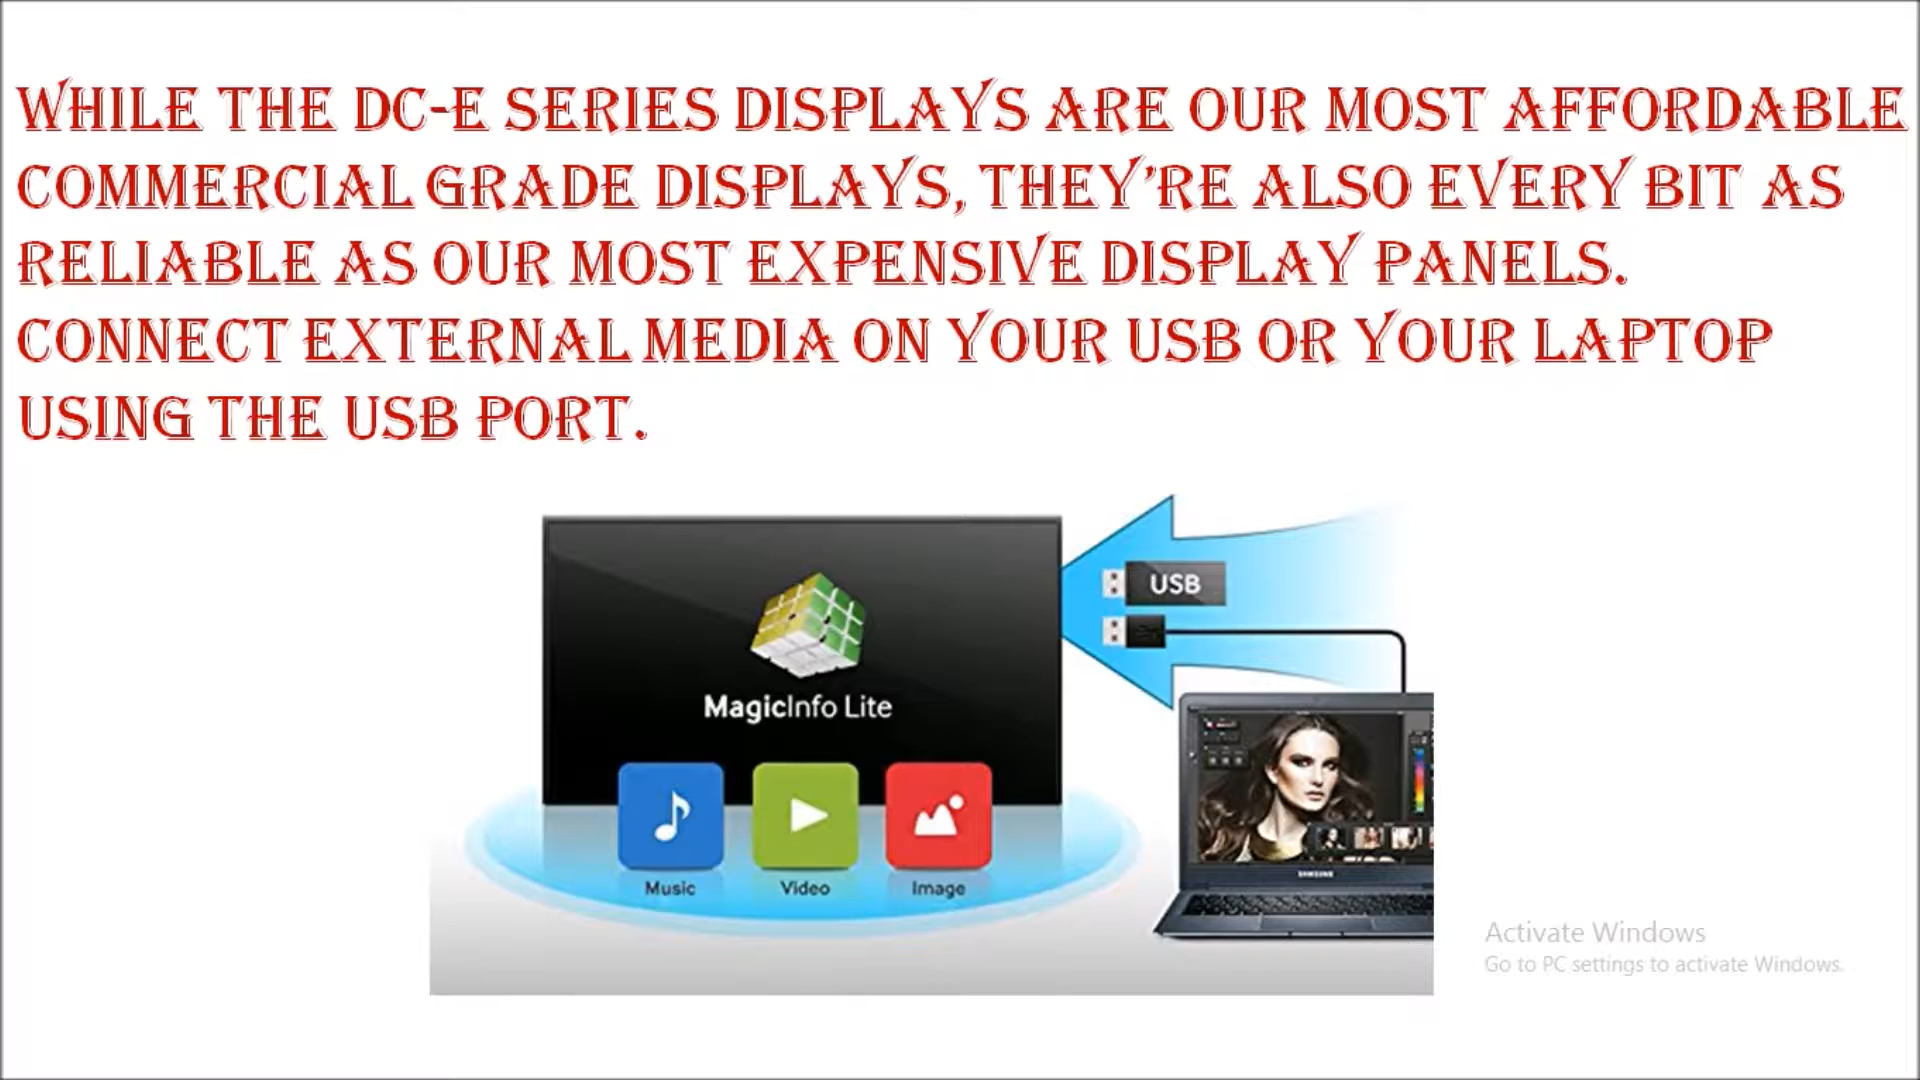 WHILE THE DC-E SERIES DISPLAYS ARE OUR MOST AFFORDABLE
COMMERCIAL GRADE DISPLAYS, THEY'RE ALSO EVERY BIT AS
RELIABLE AS OUR MOST EXPENSIVE DISPLAY PANELS.
CONNECT EXTERNAL MEDIA ON YOUR USB OR YOUR LAPTOP
USING THE USB PORT.
USB
MagicInfo Lite
Music
Video
Image
SAMSUNG
Activate Windows
Go to PC settings to activate Windows.